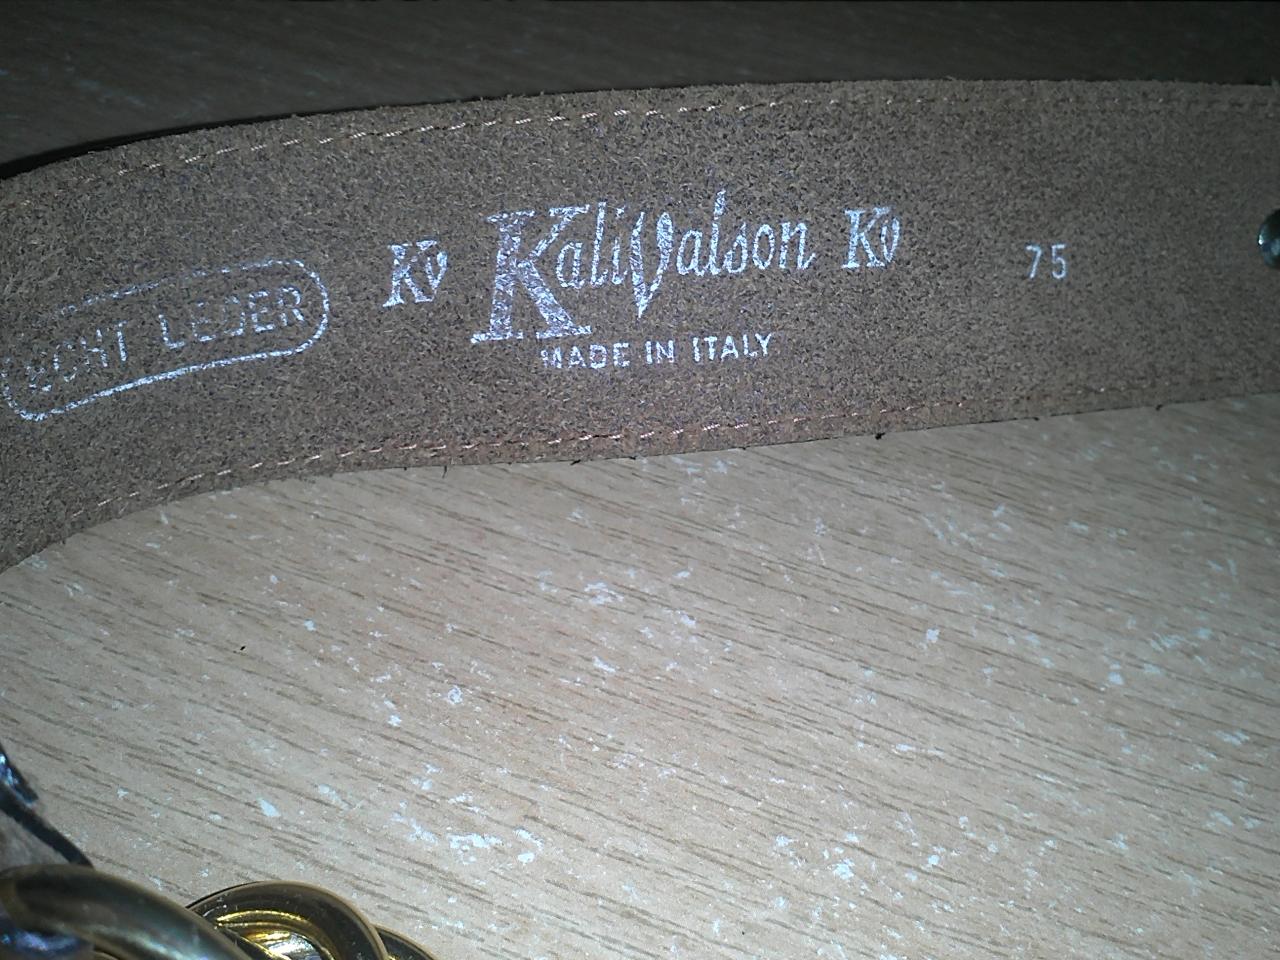 ECHT LEDER
KV KaliValson KV
MADE IN ITALY
75